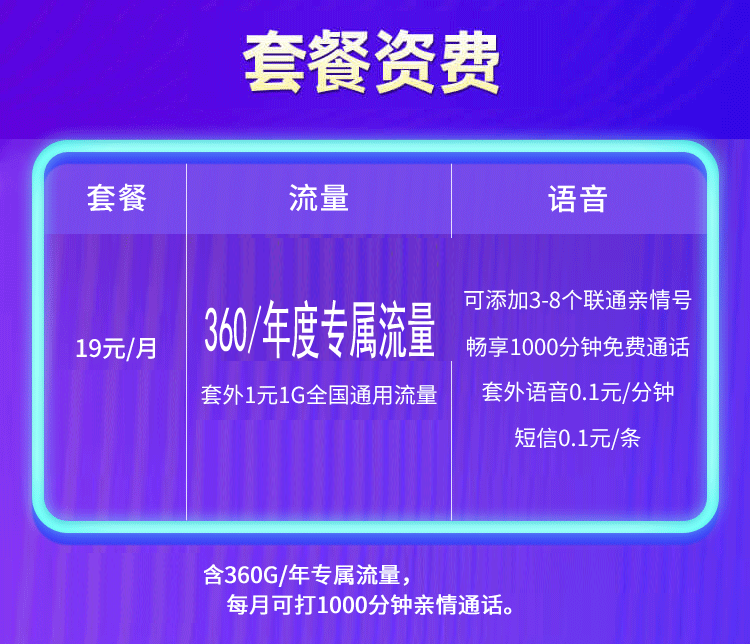 套餐资费
套餐
流量
语音
19元/月
360/年度专属流量
套外1元1G全国通用流量
可添加3-8个联通亲情号
畅享1000分钟免费通话
套外语音0.1元/分钟
短信0.1元/条
含360G/年专属流量，
每月可打1000分钟亲情通话。